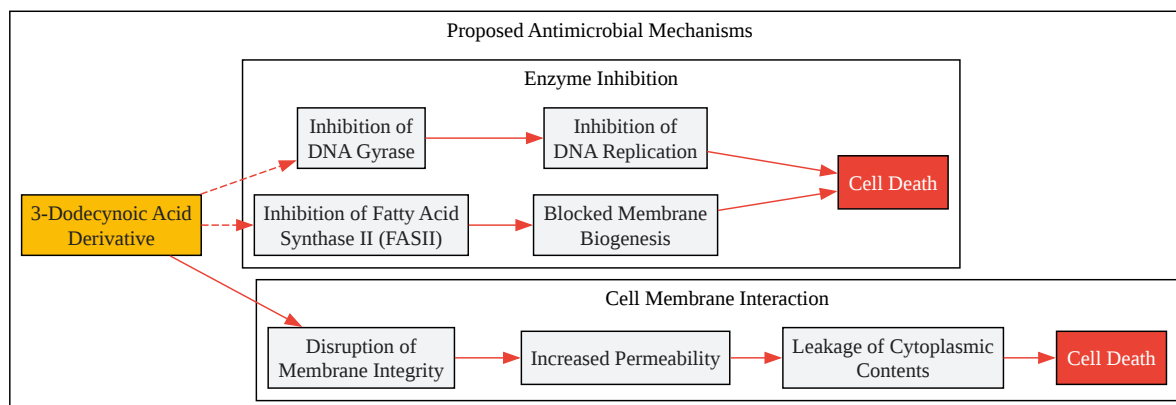 Proposed Antimicrobial Mechanisms
Enzyme Inhibition
Inhibition of
DNA Gyrase
Inhibition of
DNA Replication
Cell Death
3-Dodecynoic Acid
Derivative
Inhibition of Fatty Acid
Synthase II (FASII)
Blocked Membrane
Biogenesis
Cell Membrane Interaction
Disruption of
Membrane Integrity
Increased Permeability
Leakage of Cytoplasmic
Contents
Cell Death